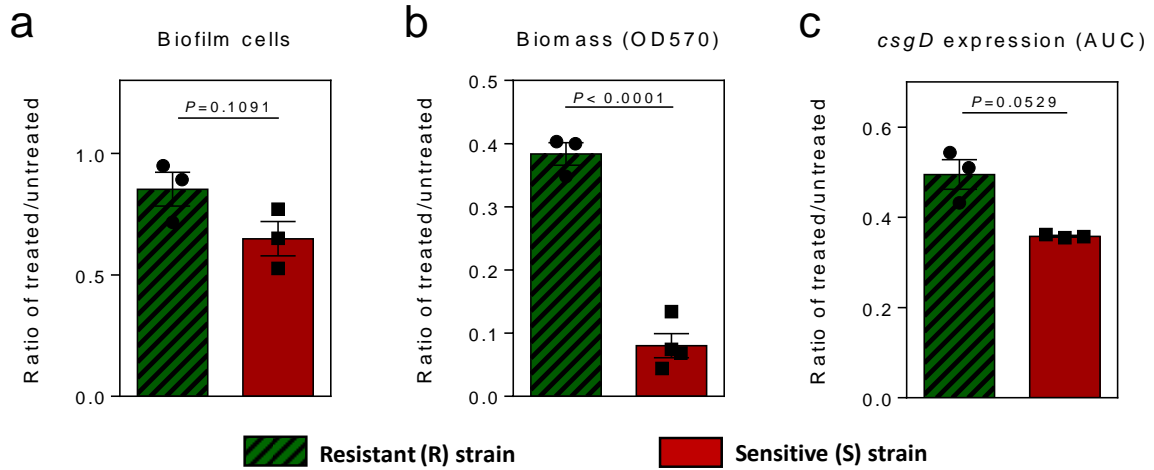 a
Biofilm cells
Ratio of treated/untreated
1.0
0.5
0.0
P=0.1091
b
Biomass (OD570)
Ratio of treated/untreated
0.5
0.4
0.3
0.2
0.1
0.0
P< 0.0001
c
csgD expression (AUC)
Ratio of treated/untreated
0.6
0.4
0.2
0.0
P=0.0529
Resistant (R) strain
Sensitive (S) strain